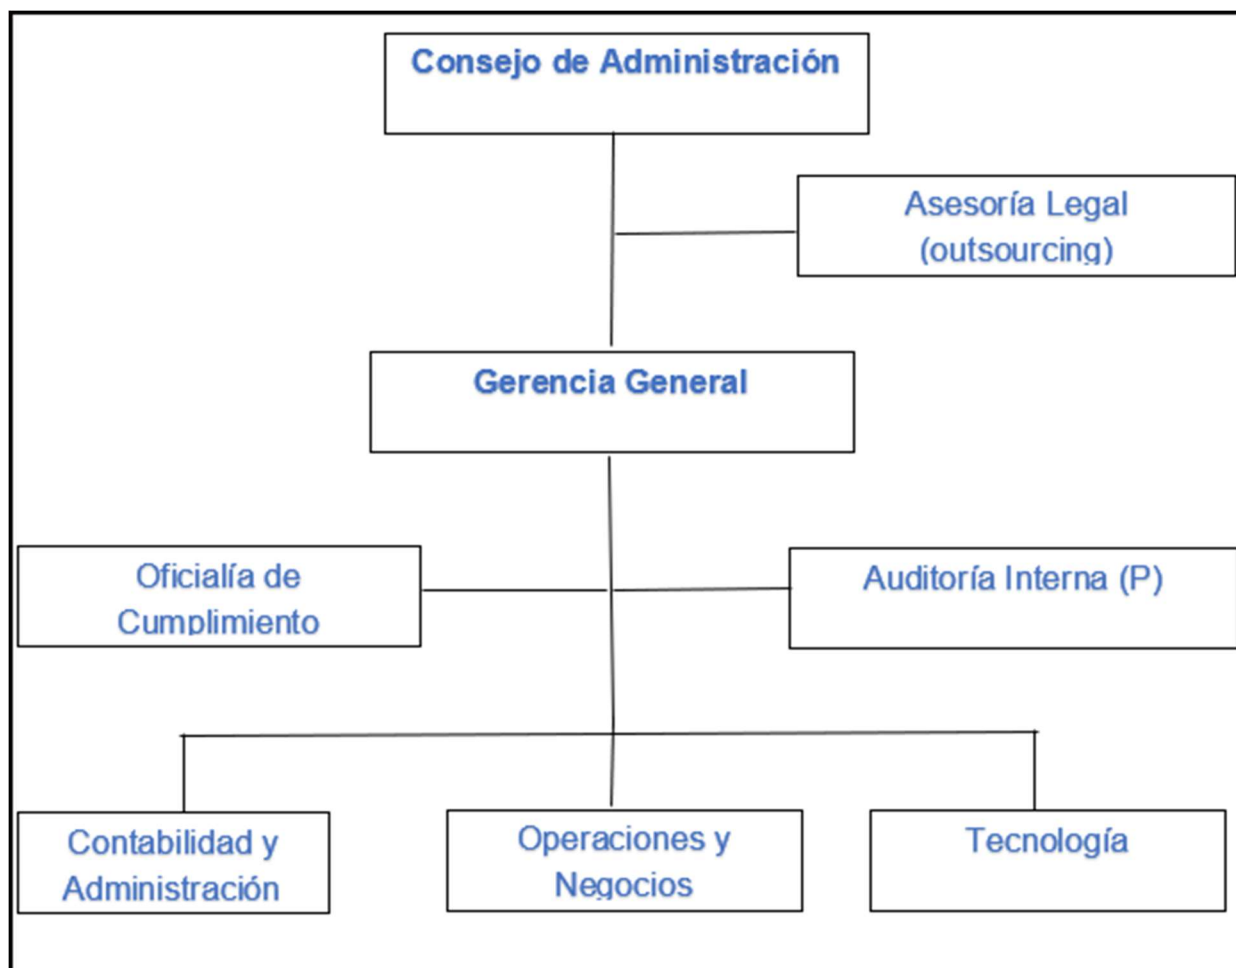 Consejo de Administración
Asesoría Legal
(outsourcing)
Gerencia General
Oficialía de
Cumplimiento
Auditoría Interna (P)
Contabilidad y
Administración
Operaciones y
Negocios
Tecnología